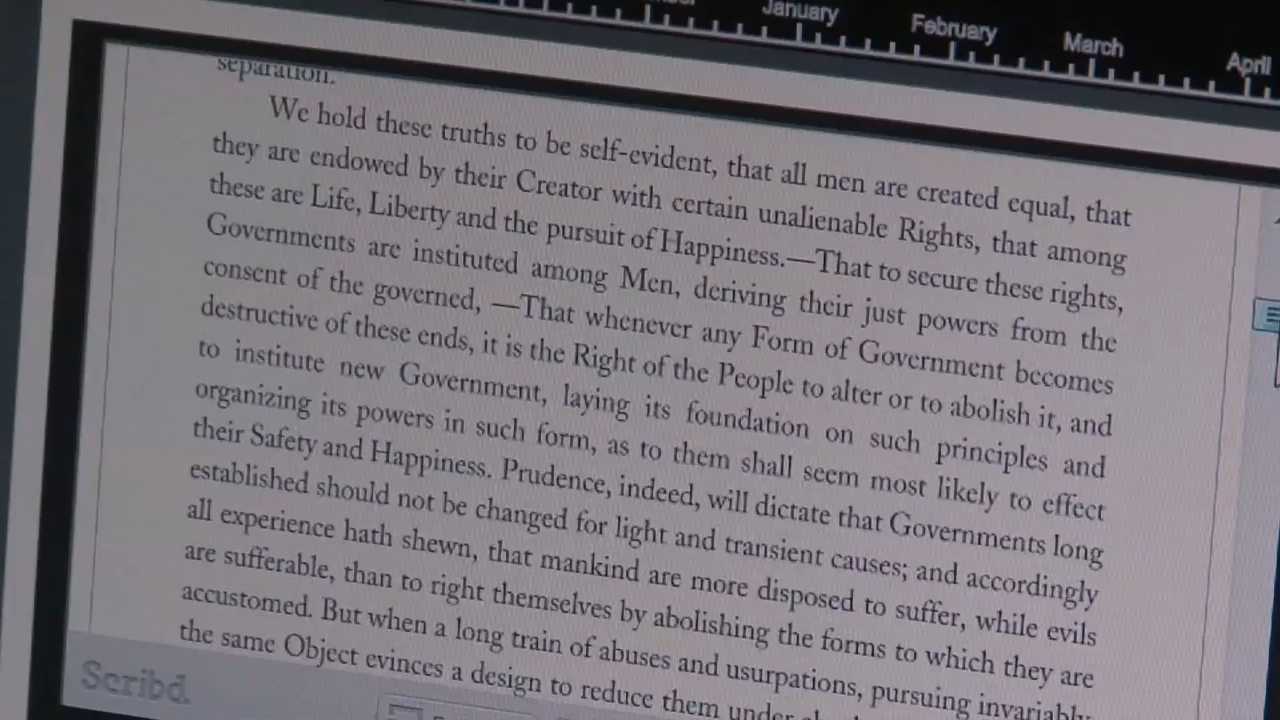 January
February
March
April
separation.
We hold these truths to be self-evident, that all men are created equal, that
they are endowed by their Creator with certain unalienable Rights, that among
these are Life, Liberty and the pursuit of Happiness.—That to secure these rights,
Governments are instituted among Men, deriving their just powers from the
consent of the governed, —That whenever any Form of Government becomes
destructive of these ends, it is the Right of the People to alter or to abolish it, and
to institute new Government, laying its foundation on such principles and
organizing its powers in such form, as to them shall seem most likely to effect
their Safety and Happiness. Prudence, indeed, will dictate that Governments long
established should not be changed for light and transient causes; and accordingly
all experience hath shewn, that mankind are more disposed to suffer, while evils
are sufferable, than to right themselves by abolishing the forms to which they are
accustomed. But when a long train of abuses and usurpations, pursuing invariably
the same Object evinces a design to reduce them under
Scribd.